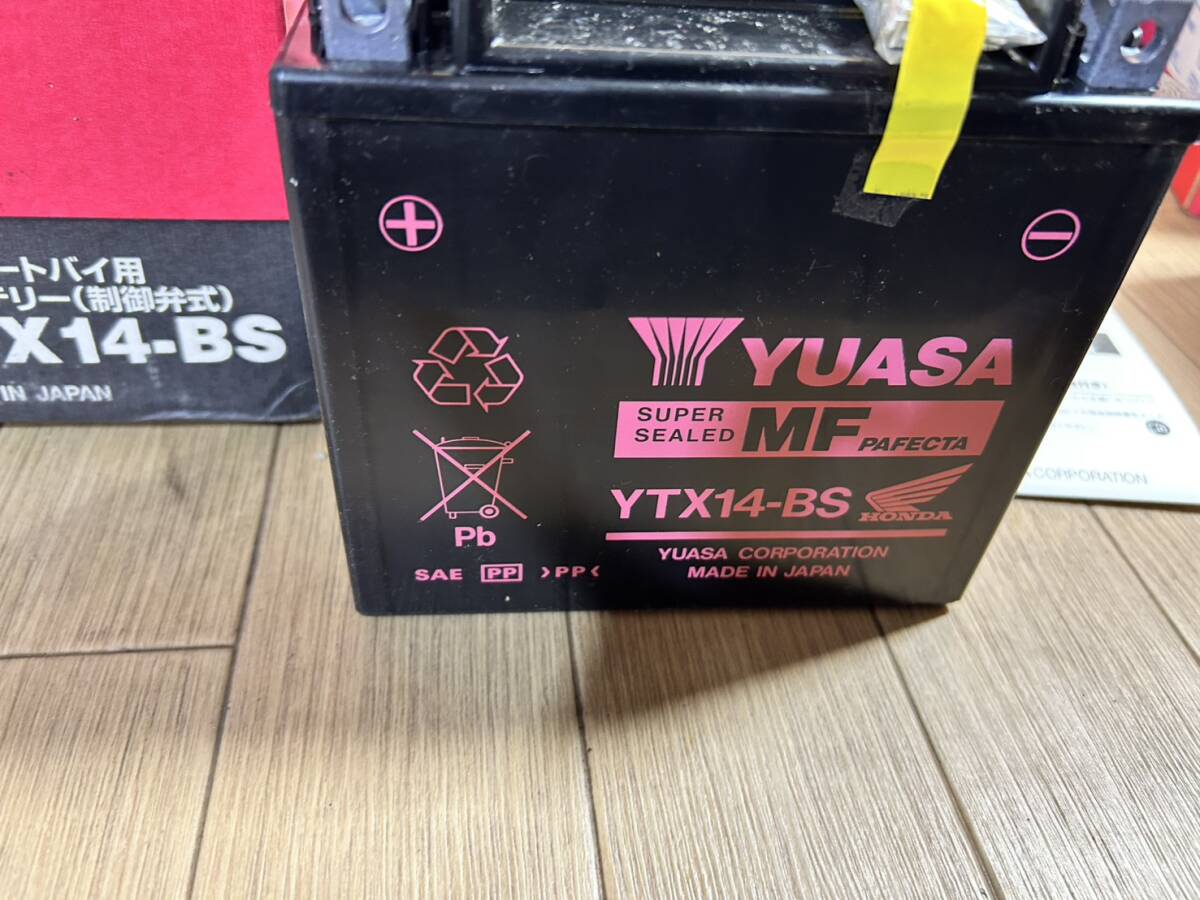 ートバイ用
テリー(制御弁式)
TX14-BS
IN JAPAN
+
−
YUASA
SUPER
SEALED
MF PAFECTA
YTX14-BS HONDA
YUASA CORPORATION
MADE IN JAPAN
Pb
SAE PP >PP<
CORPORATION